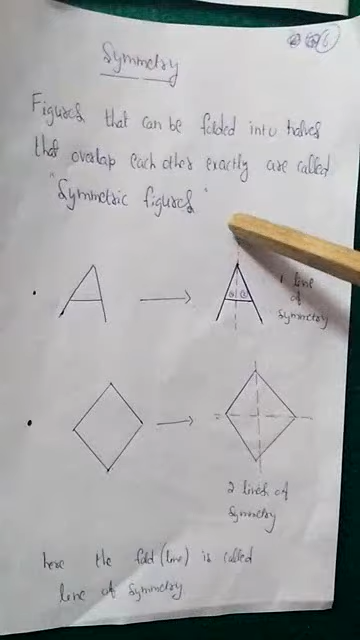 Symmetry
Figures that can be folded into halves
that overlap each other exactly are called
"Symmetric figures"
A
A
1 line
of
symmetry
2 lines of
symmetry
here the fold (line) is called
line of symmetry